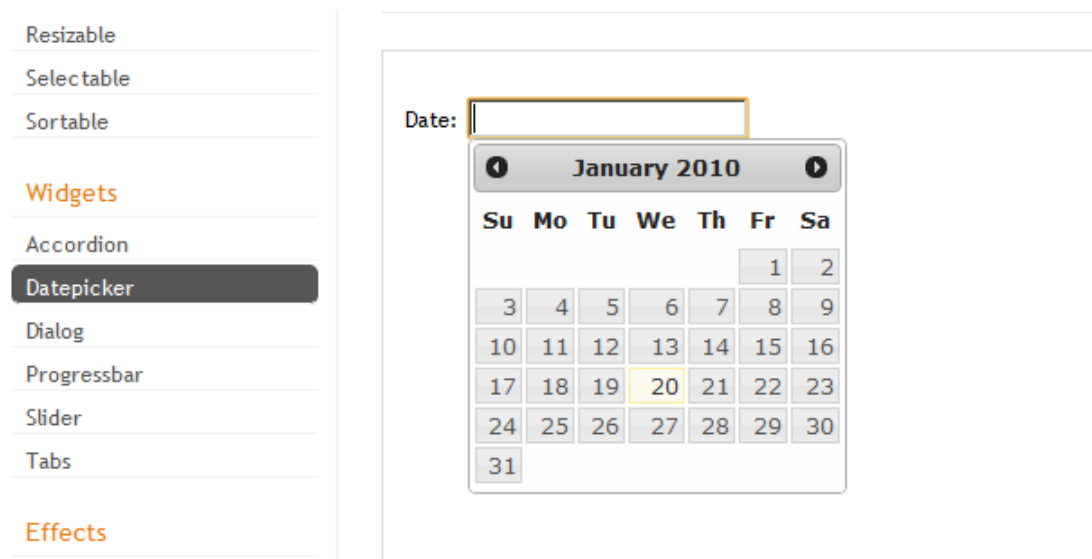 Resizable
Selectable
Sortable
Widgets
Accordion
Datepicker
Dialog
Progressbar
Slider
Tabs
Effects
Date:
January 2010
Su Mo Tu We Th Fr Sa
1 2
3 4 5 6 7 8 9
10 11 12 13 14 15 16
17 18 19 20 21 22 23
24 25 26 27 28 29 30
31